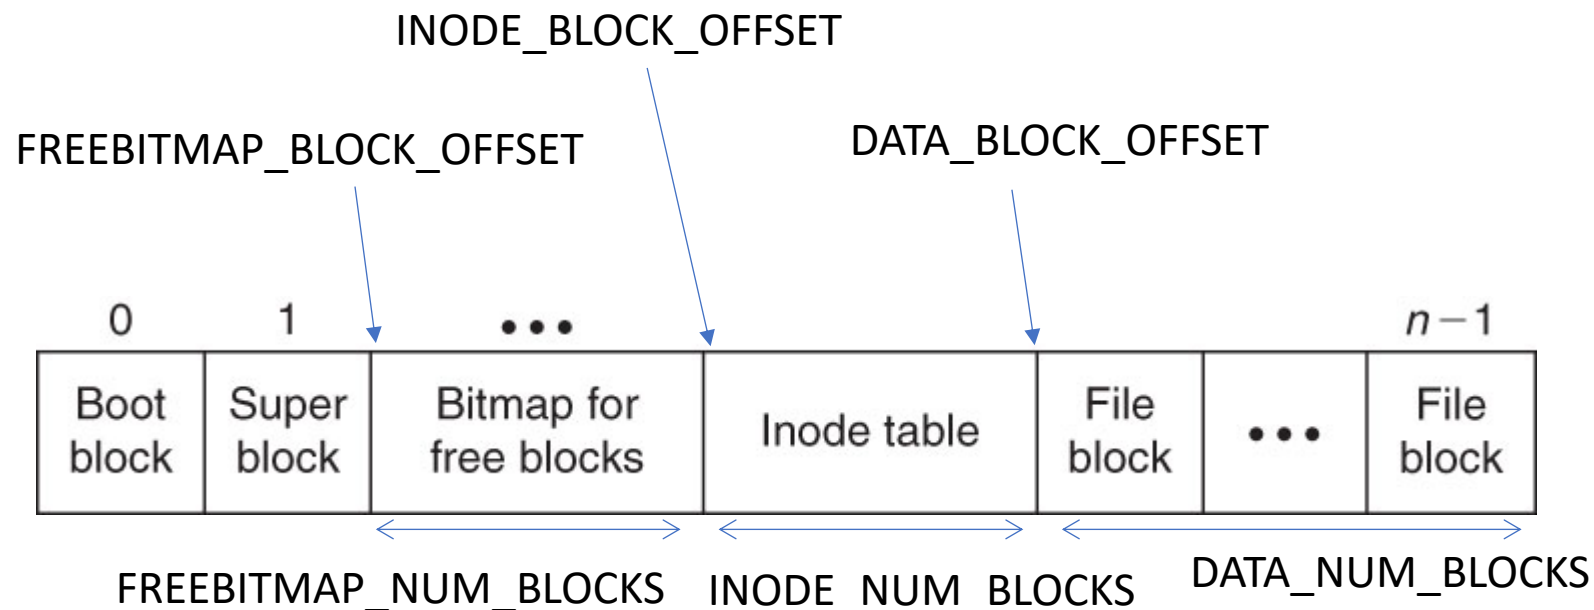 INODE_BLOCK_OFFSET
FREEBITMAP_BLOCK_OFFSET
DATA_BLOCK_OFFSET
0 1 ••• n−1
Boot block
Super block
Bitmap for free blocks
Inode table
File block
•••
File block
FREEBITMAP_NUM_BLOCKS
INODE_NUM_BLOCKS
DATA_NUM_BLOCKS